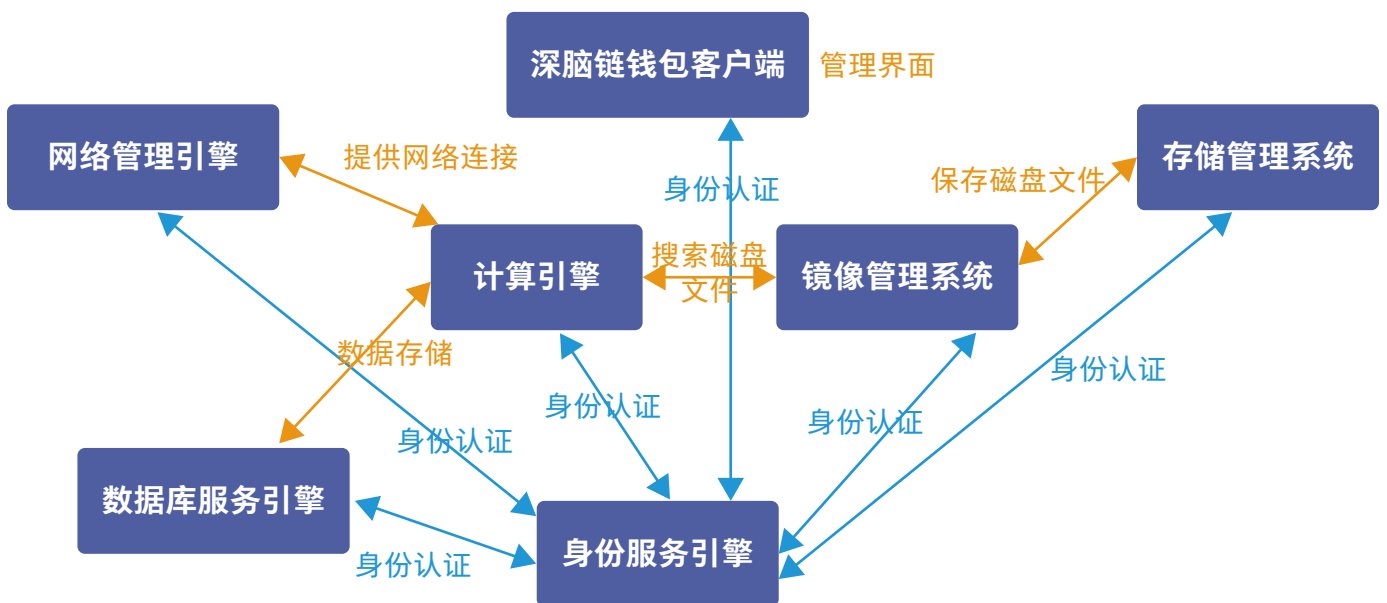 深脑链钱包客户端
管理界面
网络管理引擎
提供网络连接
存储管理系统
保存磁盘文件
身份认证
计算引擎
搜索磁盘
文件
镜像管理系统
数据存储
身份认证
身份认证
身份认证
身份认证
数据库服务引擎
身份认证
身份服务引擎